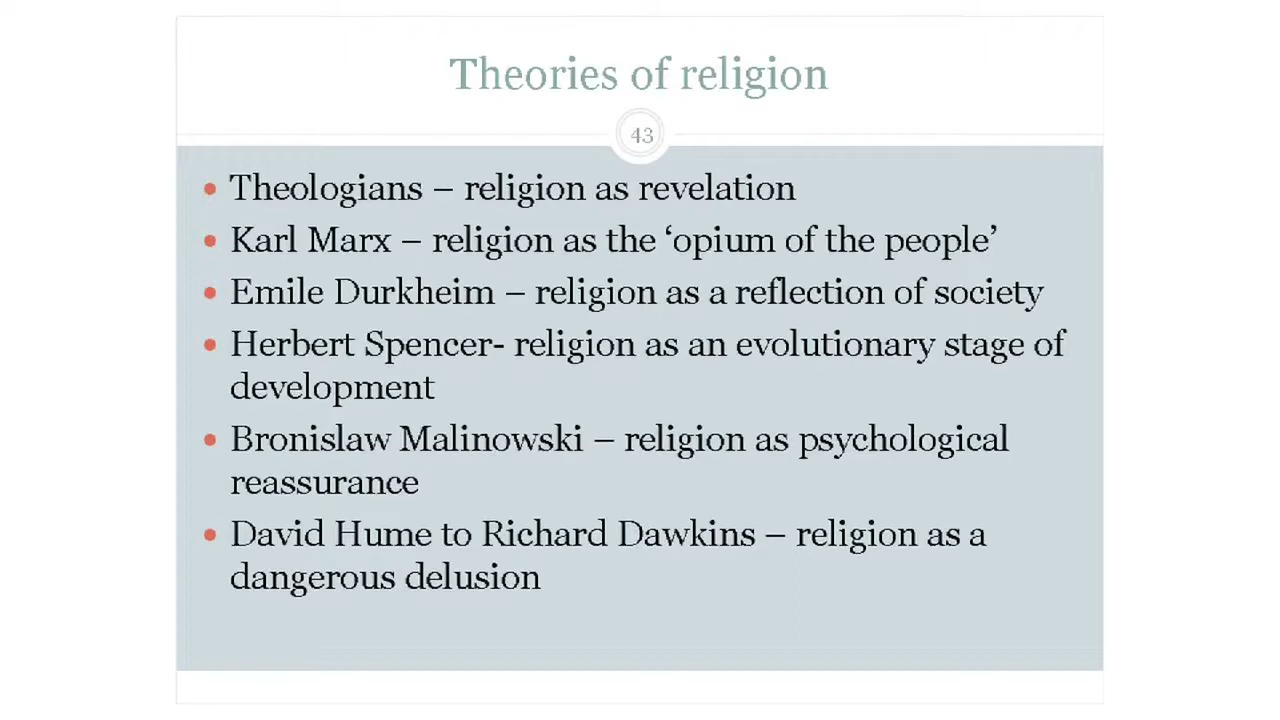 Theories of religion
43
• Theologians – religion as revelation
• Karl Marx – religion as the ‘opium of the people’
• Emile Durkheim – religion as a reflection of society
• Herbert Spencer- religion as an evolutionary stage of
development
• Bronislaw Malinowski – religion as psychological
reassurance
• David Hume to Richard Dawkins – religion as a
dangerous delusion